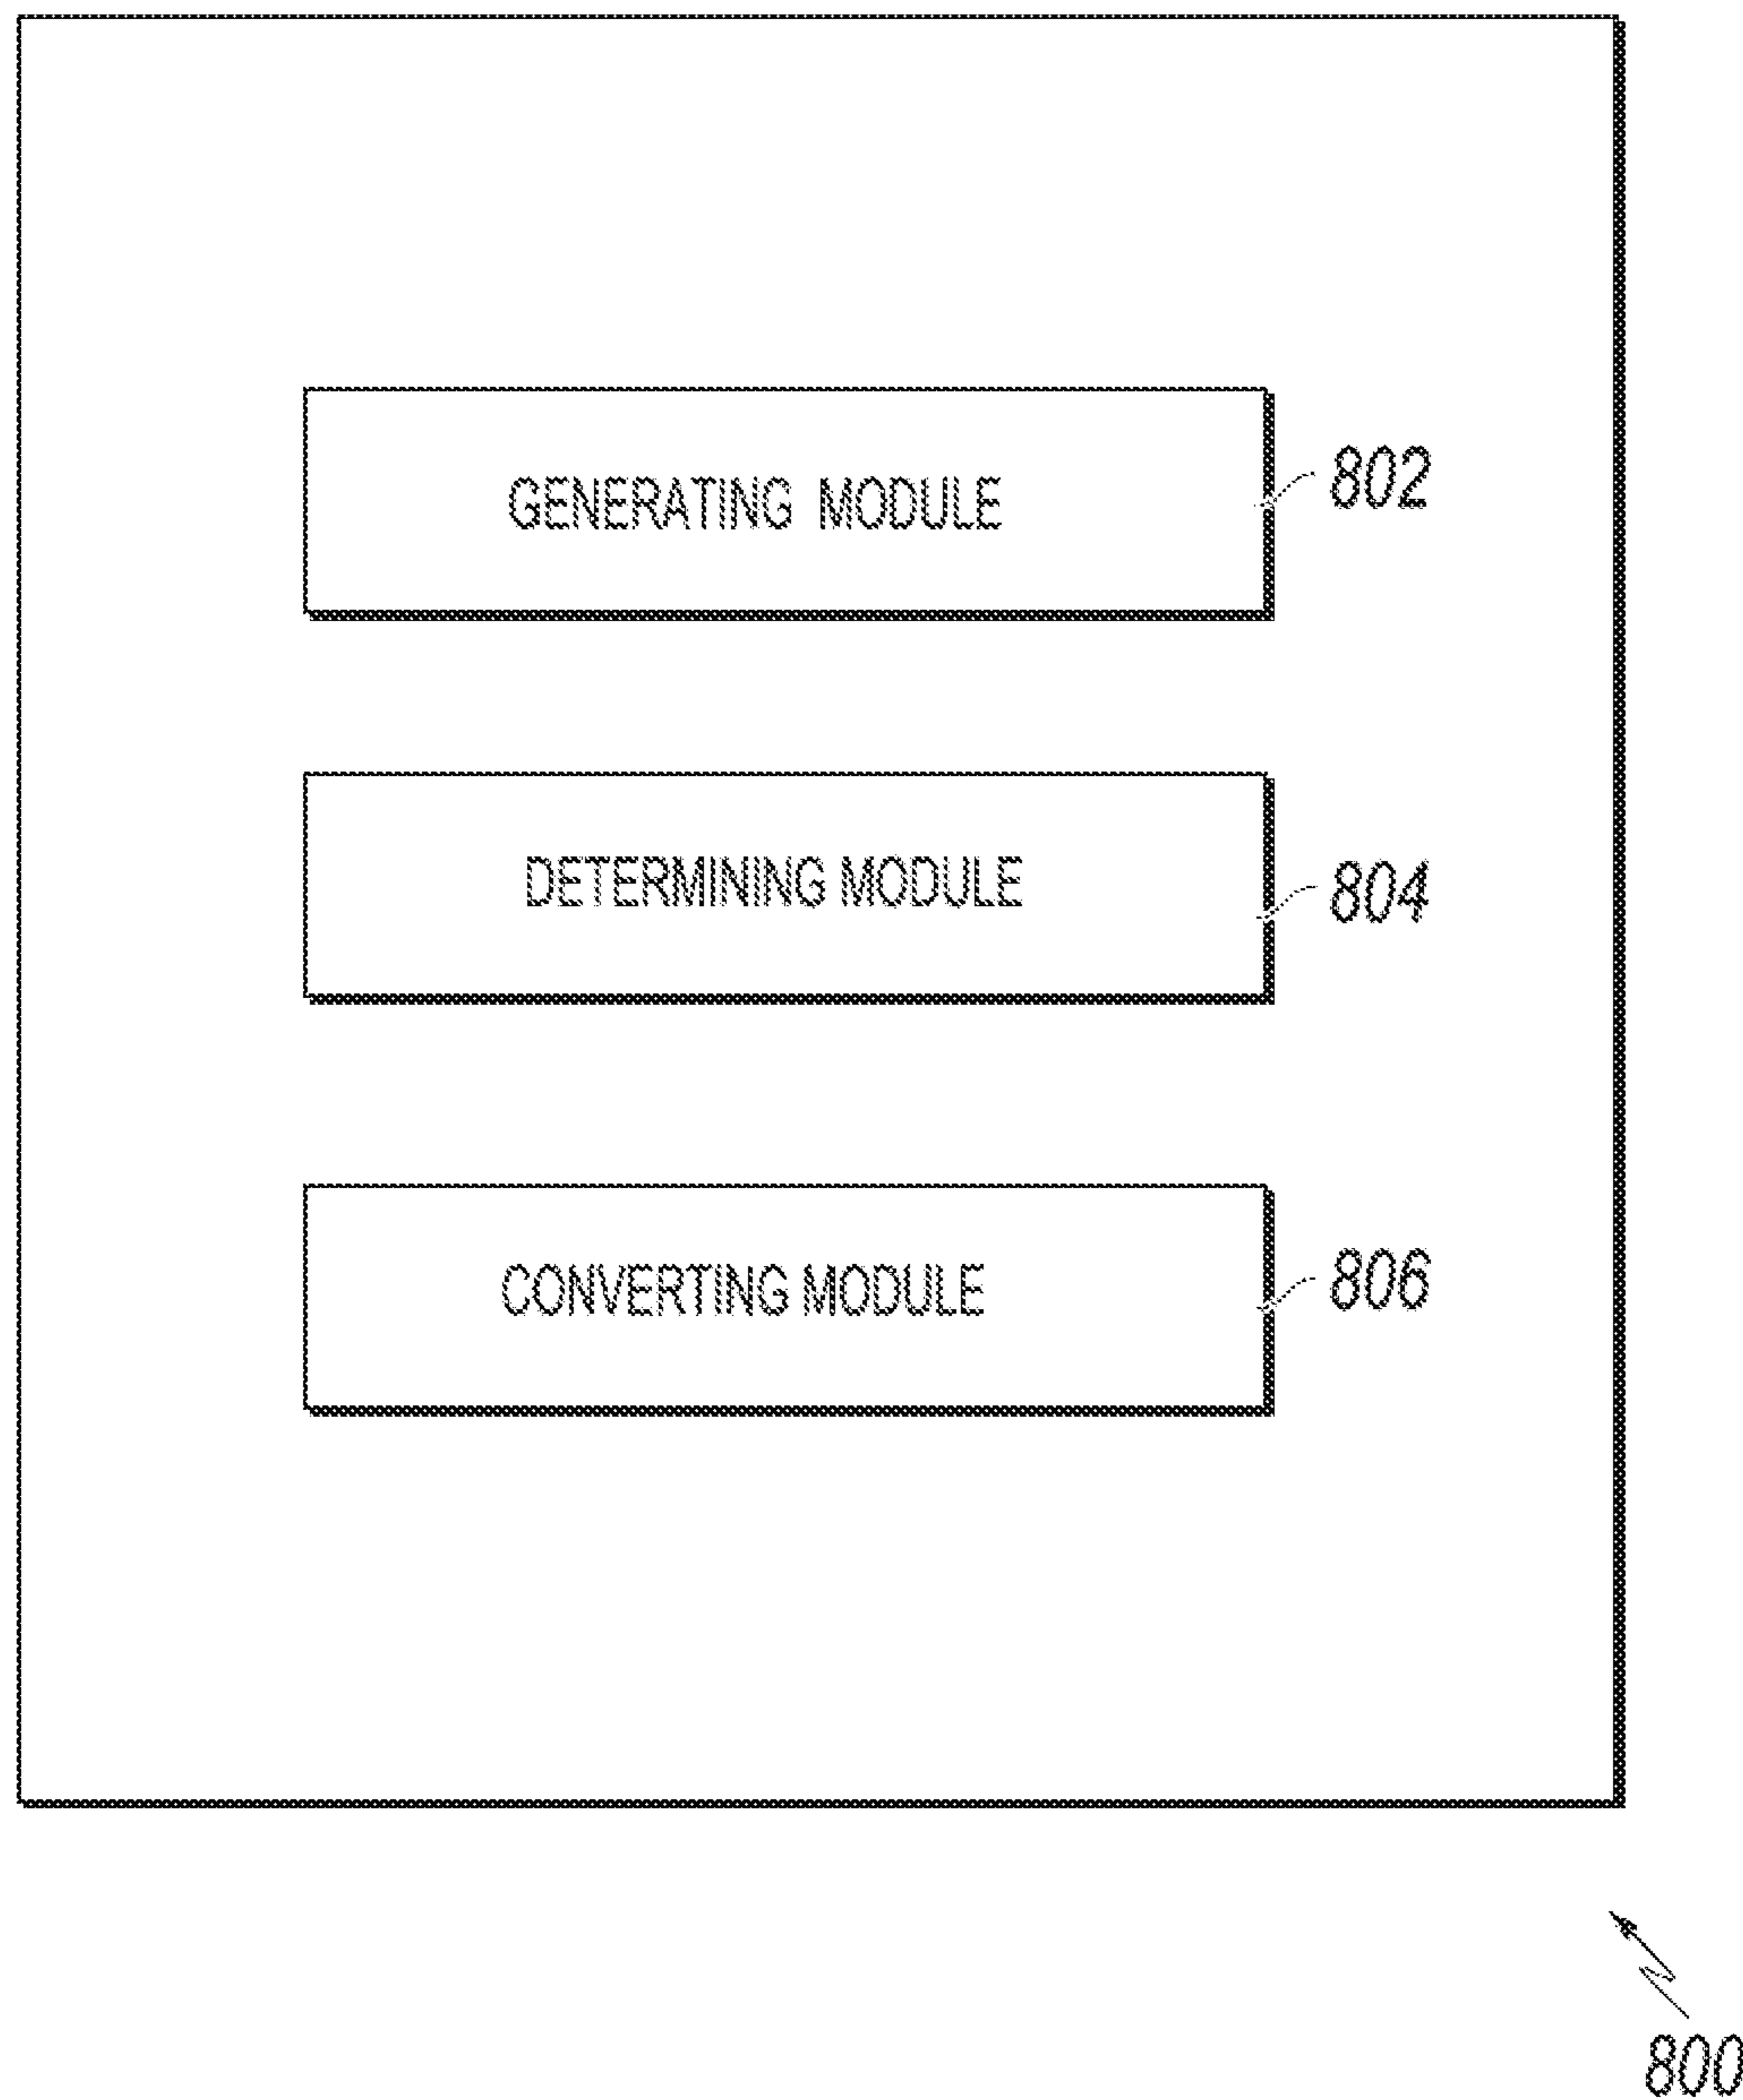 GENERATING MODULE
802
DETERMINING MODULE
804
CONVERTING MODULE
806
800